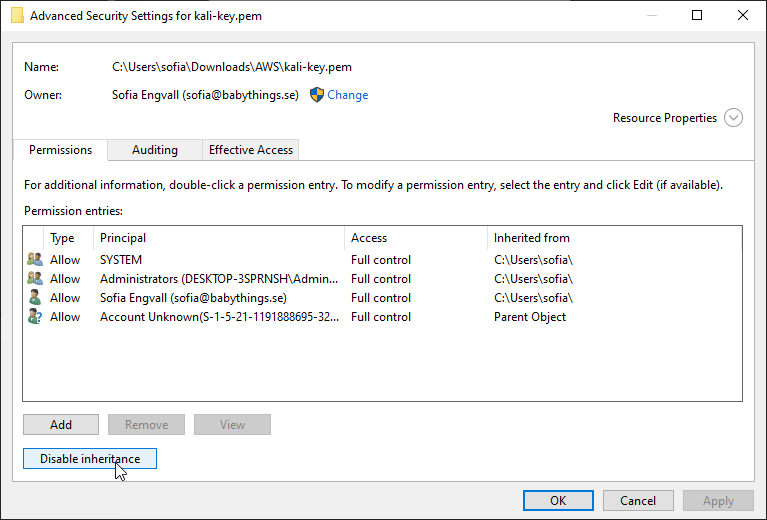 Advanced Security Settings for kali-key.pem
Name: C:\Users\sofia\Downloads\AWS\kali-key.pem
Owner: Sofia Engvall (sofia@babythings.se) Change
Resource Properties
Permissions Auditing Effective Access
For additional information, double-click a permission entry. To modify a permission entry, select the entry and click Edit (if available).
Permission entries:
Type Principal Access Inherited from
Allow SYSTEM Full control C:\Users\sofia\
Allow Administrators (DESKTOP-3SPRNSH\Admin... Full control C:\Users\sofia\
Allow Sofia Engvall (sofia@babythings.se) Full control C:\Users\sofia\
Allow Account Unknown(S-1-5-21-1191888695-32... Full control Parent Object
Add Remove View
Disable inheritance
OK Cancel Apply